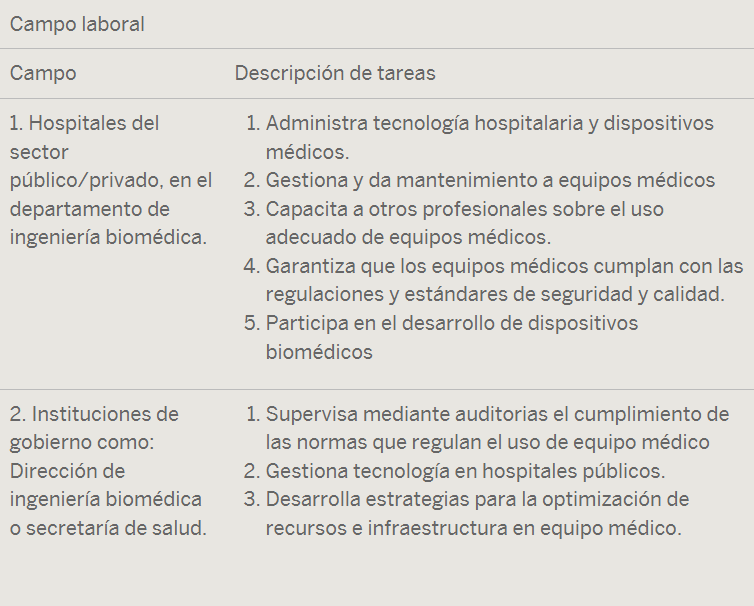 Campo laboral
Campo
Descripción de tareas
1. Hospitales del
sector
público/privado, en el
departamento de
ingeniería biomédica.
1. Administra tecnología hospitalaria y dispositivos
médicos.
2. Gestiona y da mantenimiento a equipos médicos
3. Capacita a otros profesionales sobre el uso
adecuado de equipos médicos.
4. Garantiza que los equipos médicos cumplan con las
regulaciones y estándares de seguridad y calidad.
5. Participa en el desarrollo de dispositivos
biomédicos
2. Instituciones de
gobierno como:
Dirección de
ingeniería biomédica
o secretaría de salud.
1. Supervisa mediante auditorias el cumplimiento de
las normas que regulan el uso de equipo médico
2. Gestiona tecnología en hospitales públicos.
3. Desarrolla estrategias para la optimización de
recursos e infraestructura en equipo médico.